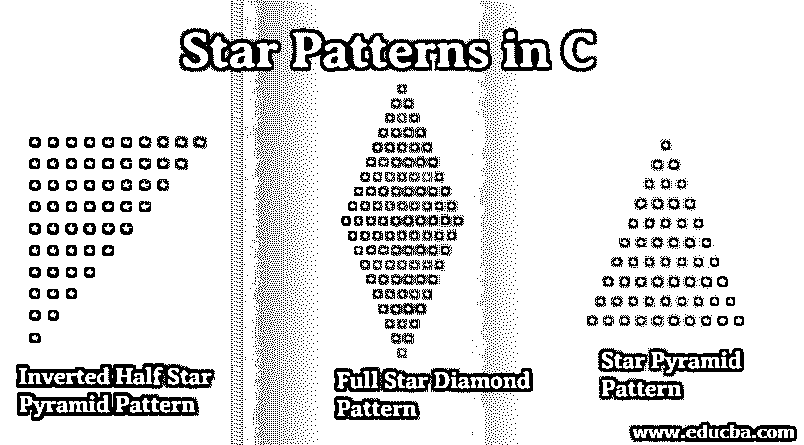 Star Patterns in C
Inverted Half Star
Pyramid Pattern
Full Star Diamond
Pattern
Star Pyramid
Pattern
www.educba.com